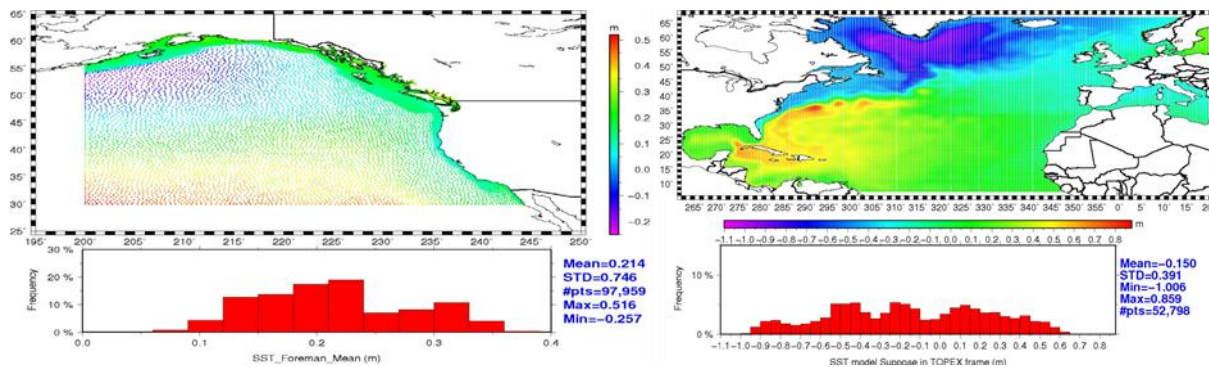 65°
60°
55°
50°
45°
40°
35°
30°
25°
195° 200° 205° 210° 215° 220° 225° 230° 235° 240° 245° 250°
m
0.5
0.4
0.3
0.2
0.1
0.0
-0.1
-0.2
30 %
20 %
10 %
0 %
Frequency
0.0 0.1 0.2 0.3 0.4
SST_Foreman_Mean (m)
Mean=0.214
STD=0.746
#pts=97,959
Max=0.516
Min=-0.257
65°
60°
55°
50°
45°
40°
35°
30°
25°
20°
15°
10°
265° 270° 275° 280° 285° 290° 295° 300° 305° 310° 315° 320° 325° 330° 335° 340° 345° 350° 355° 0° 5° 10° 15° 20°
m
-1.1 -1.0 -0.9 -0.8 -0.7 -0.6 -0.5 -0.4 -0.3 -0.2 -0.1 0.0 0.1 0.2 0.3 0.4 0.5 0.6 0.7 0.8
10 %
0 %
Frequency
-1.1 -1.0 -0.9 -0.8 -0.7 -0.6 -0.5 -0.4 -0.3 -0.2 -0.1 0.0 0.1 0.2 0.3 0.4 0.5 0.6 0.7 0.8
SST model Suppose in TOPEX frame (m)
Mean=-0.150
STD=0.391
Min=-1.006
Max=0.859
#pts=52,798